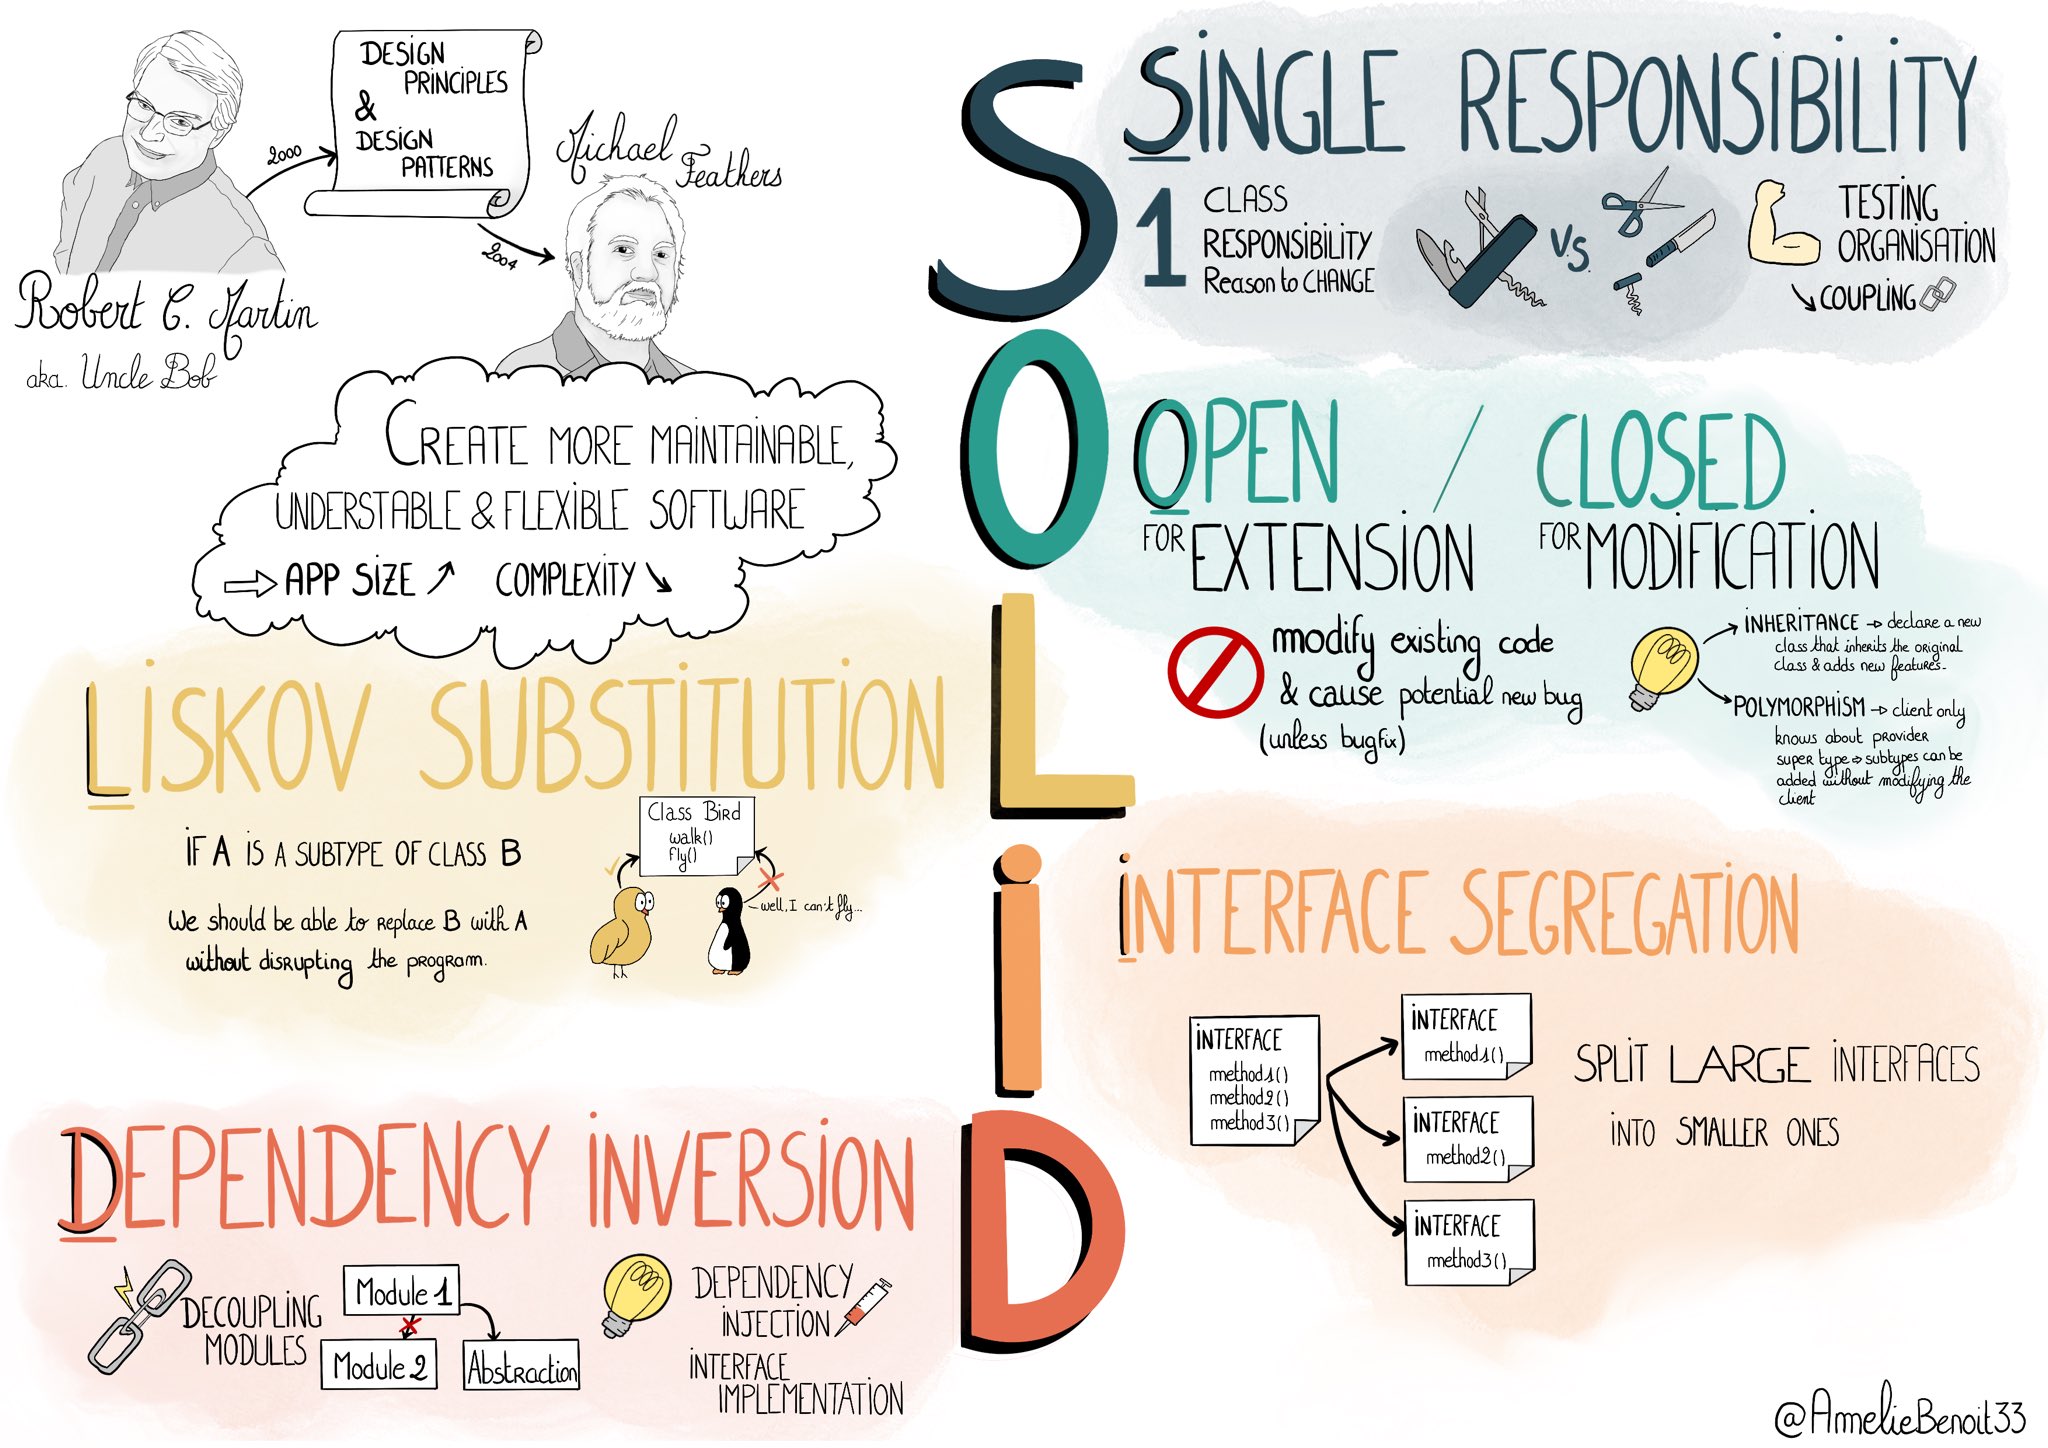 DESIGN
PRINCIPLES
&
DESIGN
PATTERNS
2000
Robert C. Martin
aka. Uncle Bob
2004
Michael
Feathers
CREATE MORE MAINTAINABLE,
UNDERSTABLE & FLEXIBLE SOFTWARE
APP SIZE COMPLEXITY
S
O
L
I
D
SINGLE RESPONSIBILITY
1
CLASS
RESPONSIBILITY
Reason to CHANGE
V.S.
TESTING
ORGANISATION
COUPLING
OPEN / CLOSED
FOR EXTENSION
FOR MODIFICATION
modify existing code
& cause potential new bug
(unless bugfix)
INHERITANCE → declare a new
class that inherits the original
class & adds new features.
POLYMORPHISM → client only
knows about provider
super type → subtypes can be
added without modifying the
client
LISKOV SUBSTITUTION
IF A IS A SUBTYPE OF CLASS B
We should be able to replace B with A
without disrupting the program.
Class Bird
walk()
fly()
well, I can't fly...
INTERFACE SEGREGATION
INTERFACE
method1()
method2()
method3()
INTERFACE
method1()
INTERFACE
method2()
INTERFACE
method3()
SPLIT LARGE INTERFACES
INTO SMALLER ONES
DEPENDENCY INVERSION
DECOUPLING
MODULES
Module 1
Module 2
Abstraction
DEPENDENCY
INJECTION
INTERFACE
IMPLEMENTATION
@AmelieBenoit33